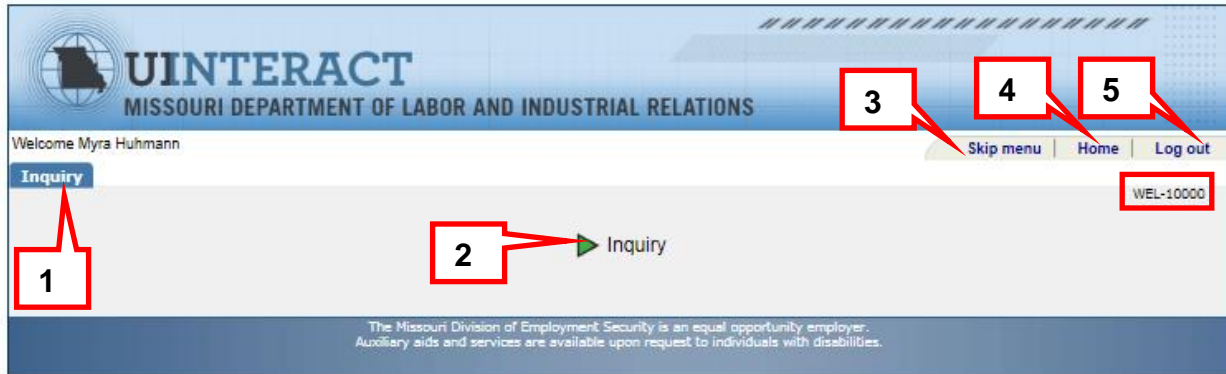 UINTERACT
MISSOURI DEPARTMENT OF LABOR AND INDUSTRIAL RELATIONS
3
4
5
Welcome Myra Huhmann
Skip menu | Home | Log out
Inquiry
WEL-10000
1
2
Inquiry
The Missouri Division of Employment Security is an equal opportunity employer.
Auxiliary aids and services are available upon request to individuals with disabilities.